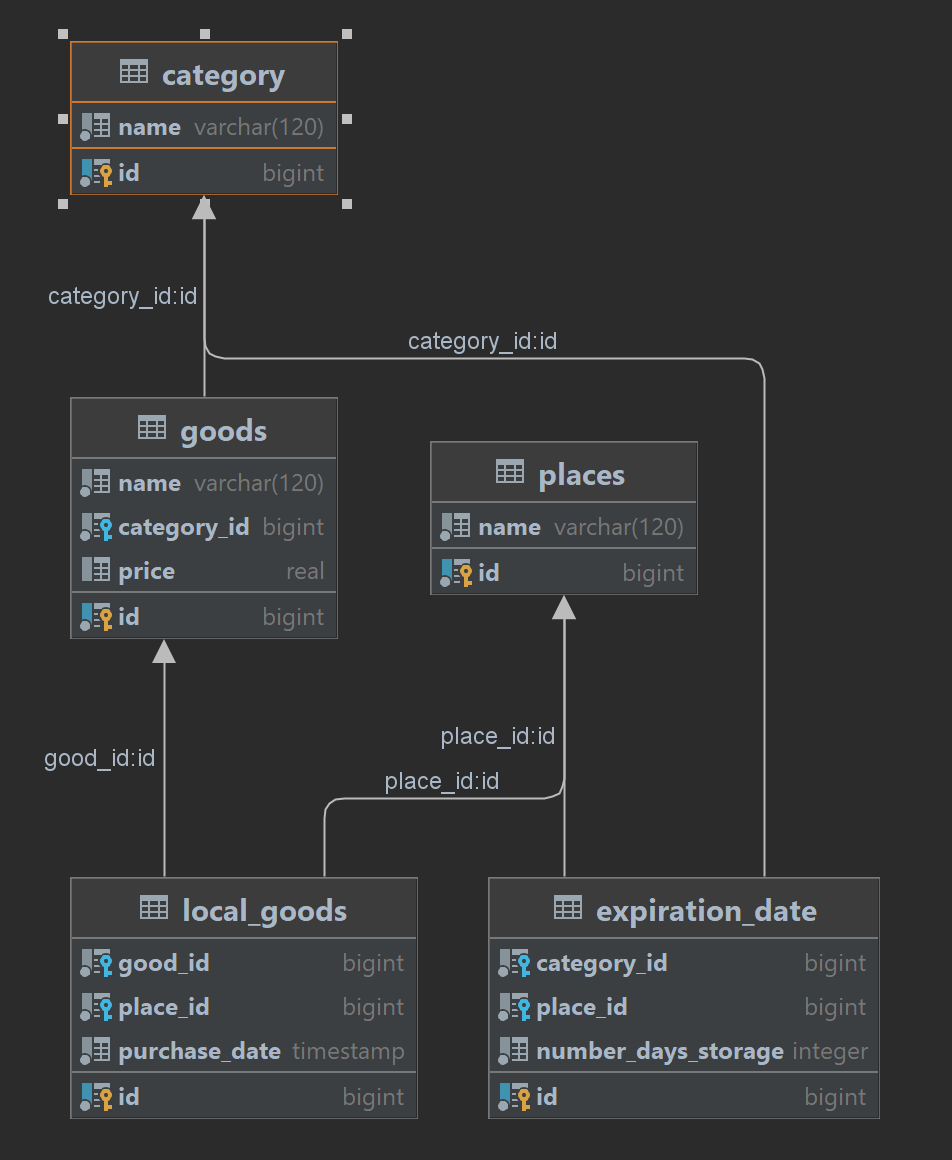 category
name varchar(120)
id bigint
category_id:id
category_id:id
goods
name varchar(120)
category_id bigint
price real
id bigint
places
name varchar(120)
id bigint
good_id:id
place_id:id
place_id:id
local_goods
good_id bigint
place_id bigint
purchase_date timestamp
id bigint
expiration_date
category_id bigint
place_id bigint
number_days_storage integer
id bigint